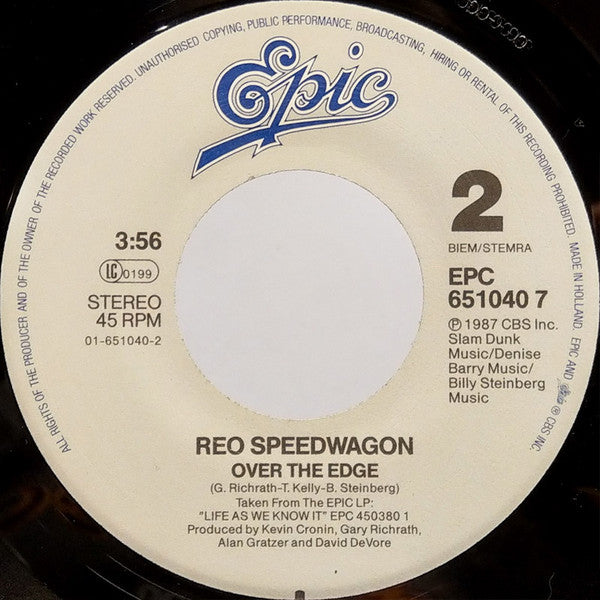 ALL RIGHTS OF THE PRODUCER AND OF THE OWNER OF THE RECORDED WORK RESERVED. UNAUTHORISED COPYING, PUBLIC PERFORMANCE, BROADCASTING, HIRING OR RENTAL OF THIS RECORDING PROHIBITED. MADE IN HOLLAND. EPIC AND
® CBS INC.
Epic
2
BIEM/STEMRA
3:56
LC 0199
STEREO
45 RPM
01-651040-2
EPC
651040 7
℗ 1987 CBS Inc.
Slam Dunk
Music/Denise
Barry Music/
Billy Steinberg
Music
REO SPEEDWAGON
OVER THE EDGE
(G. Richrath-T. Kelly-B. Steinberg)
Taken From The EPIC LP:
"LIFE AS WE KNOW IT" EPC 450380 1
Produced by Kevin Cronin, Gary Richrath,
Alan Gratzer and David DeVore